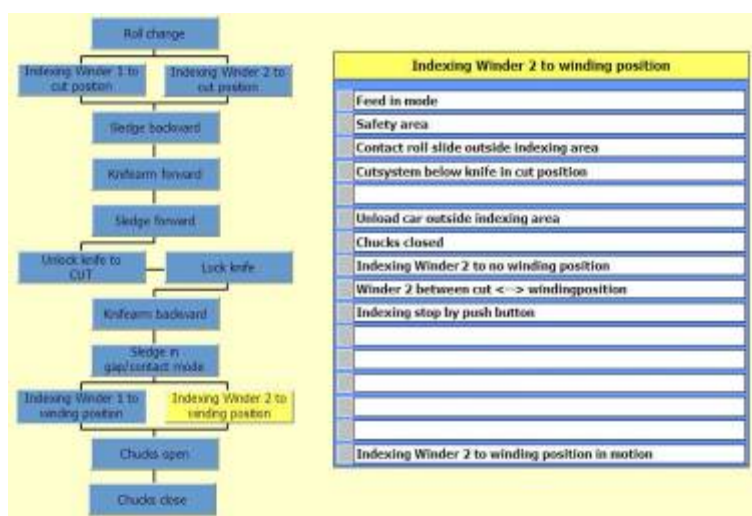 Roll change
Indexing Winder 1 to
cut position
Indexing Winder 2 to
cut position
Sledge backward
Knifearm forward
Sledge forward
Unlock knife to
CUT
Lock knife
Knifearm backward
Sledge in
gap/contact mode
Indexing Winder 1 to
winding position
Indexing Winder 2 to
winding position
Chucks open
Chucks close
Indexing Winder 2 to winding position
Feed in mode
Safety area
Contact roll slide outside indexing area
Cutsystem below knife in cut position
Unload car outside indexing area
Chucks closed
Indexing Winder 2 to no winding position
Winder 2 between cut <--> windingposition
Indexing stop by push button
Indexing Winder 2 to winding position in motion